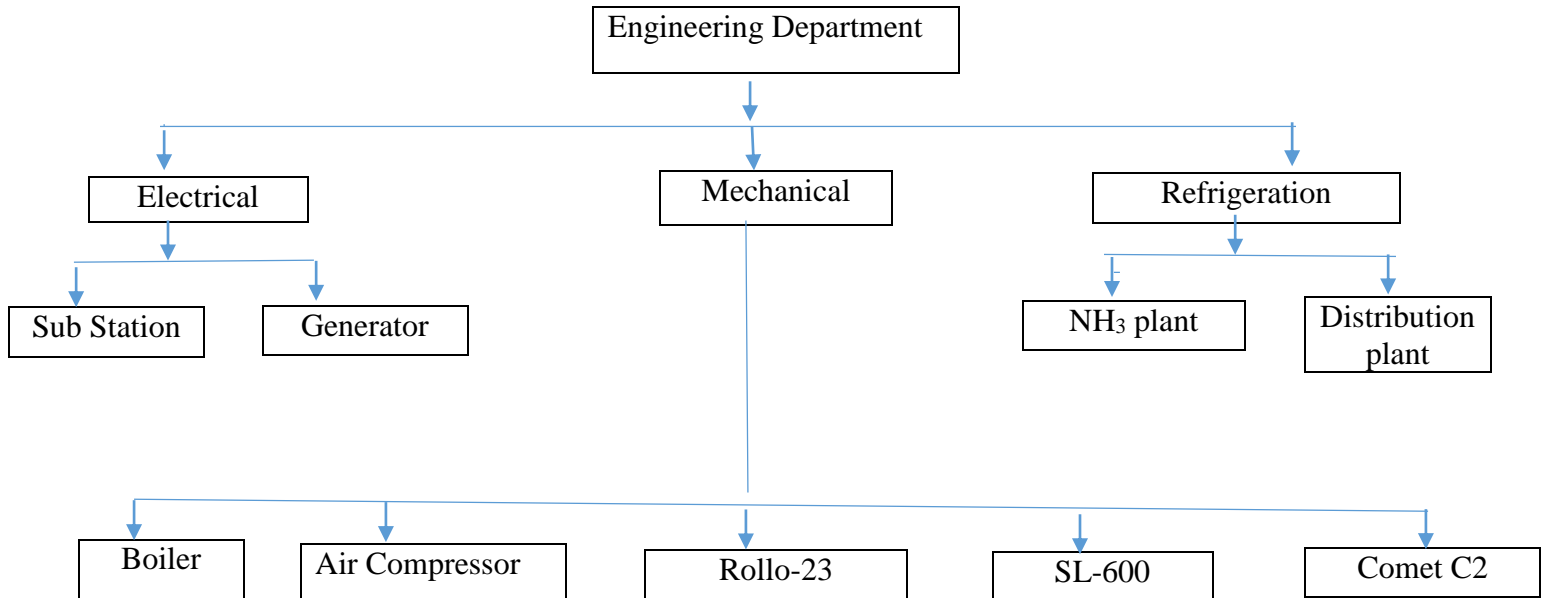 Engineering Department
Electrical
Mechanical
Refrigeration
Sub Station
Generator
NH₃ plant
Distribution
plant
Boiler
Air Compressor
Rollo-23
SL-600
Comet C2